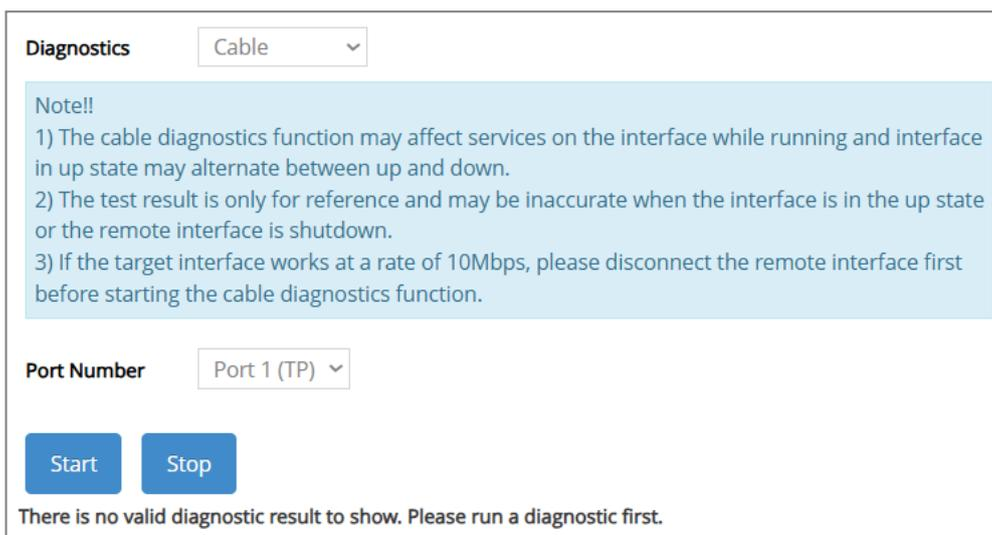 Diagnostics Cable
Note!!
1) The cable diagnostics function may affect services on the interface while running and interface
in up state may alternate between up and down.
2) The test result is only for reference and may be inaccurate when the interface is in the up state
or the remote interface is shutdown.
3) If the target interface works at a rate of 10Mbps, please disconnect the remote interface first
before starting the cable diagnostics function.
Port Number Port 1 (TP)
Start Stop
There is no valid diagnostic result to show. Please run a diagnostic first.